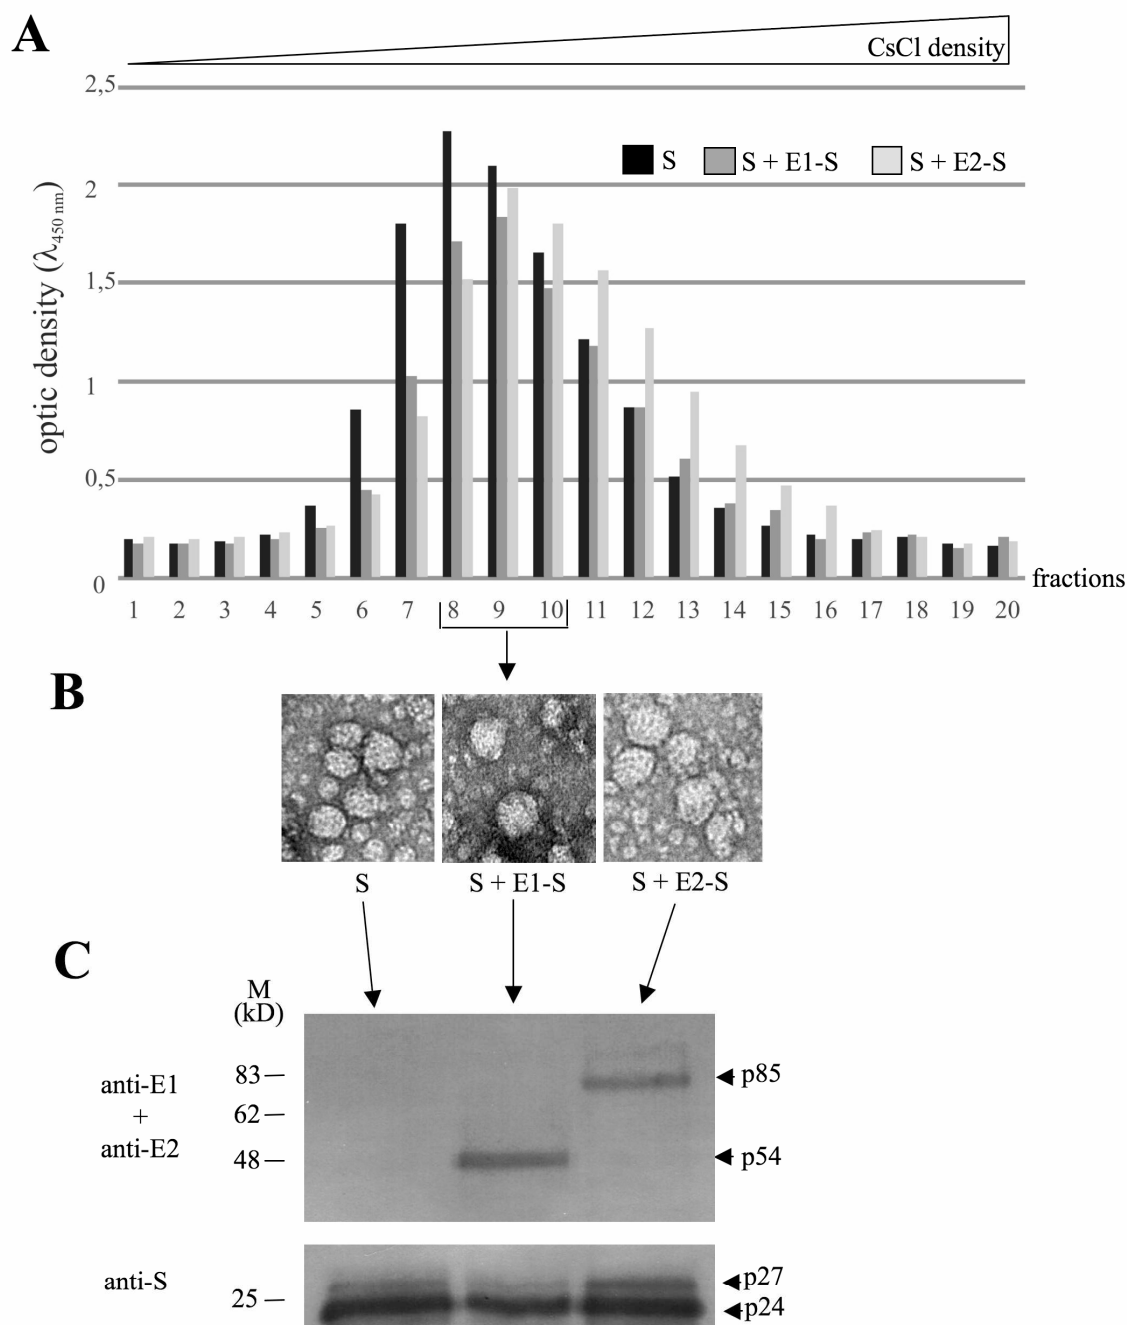 A
CsCl density
2,5
2
1,5
1
0,5
0
optic density (λ450 nm)
S
S + E1-S
S + E2-S
fractions
1 2 3 4 5 6 7 8 9 10 11 12 13 14 15 16 17 18 19 20
B
S
S + E1-S
S + E2-S
C
M
(kD)
anti-E1
+
anti-E2
83
62
48
p85
p54
anti-S
25
p27
p24